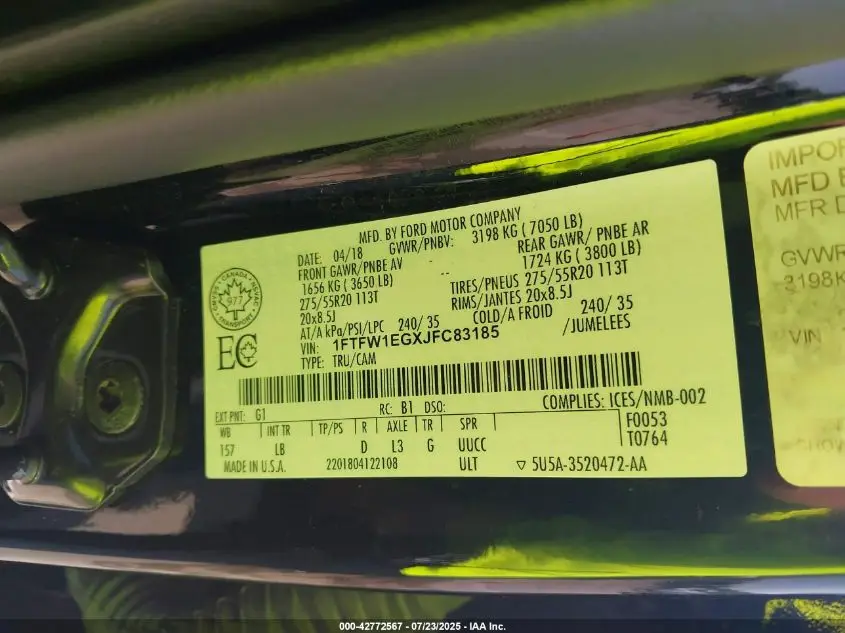 MFD. BY FORD MOTOR COMPANY
DATE: 04/18 GVWR/PNBV: 3198 KG ( 7050 LB)
FRONT GAWR/PNBE AV REAR GAWR/ PNBE AR
1656 KG ( 3650 LB) 1724 KG ( 3800 LB)
275/55R20 113T TIRES/PNEUS 275/55R20 113T
20x8.5J RIMS/JANTES 20x8.5J
AT/A kPa/PSI/LPC 240/ 35 COLD/A FROID 240/ 35
VIN: 1FTFW1EGXJFC83185 /JUMELEES
TYPE: TRU/CAM
CANADA
977
TRANSPORT
EC
EXT PNT: G1 RC: B1 DSO: COMPLIES: ICES/NMB-002
WB INT TR TP/PS R AXLE TR SPR F0053
157 LB D L3 G UUCC T0764
MADE IN U.S.A. 2201804122108 ULT ▽ 5U5A-3520472-AA
IMPOR
MFD B
MFR D
GVWR
3198K
VIN
000-42772567 / 07/23/2025 - IAA Inc.